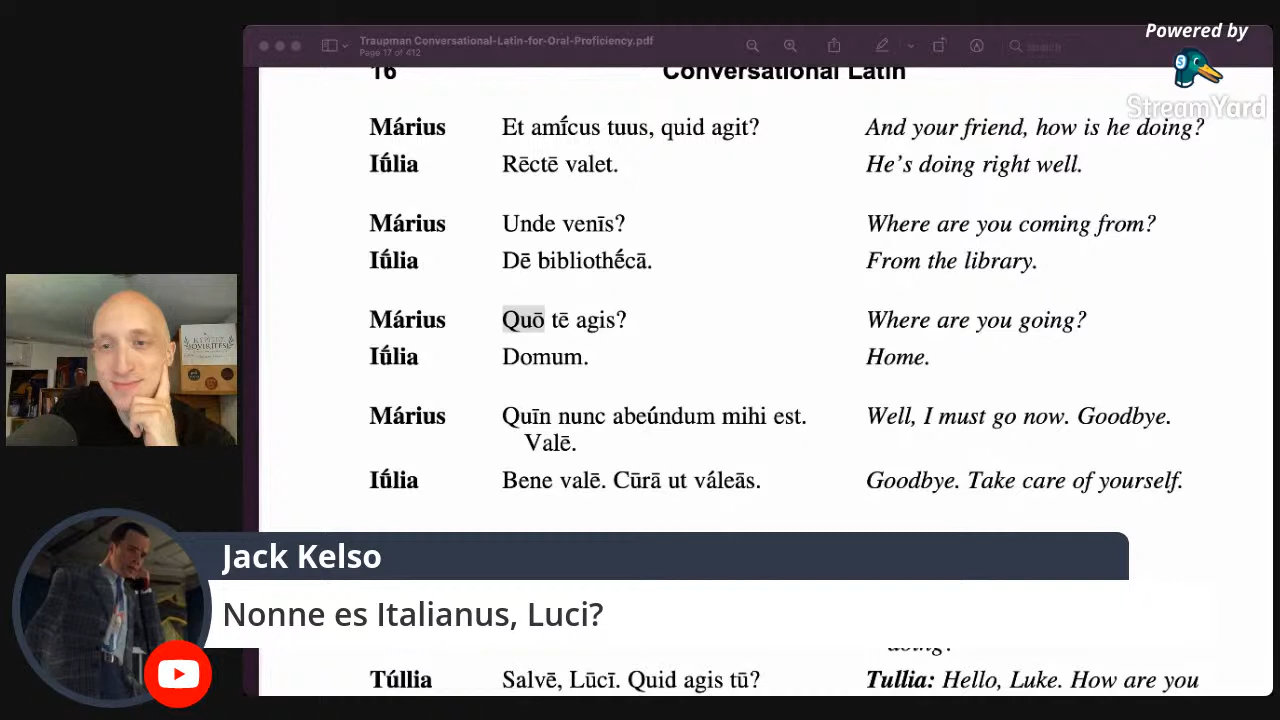 Powered by
StreamYard
Traupman Conversational-Latin-for-Oral-Proficiency.pdf
Page 17 of 412
16 Conversational Latin
Márius Et amī́cus tuus, quid agit? And your friend, how is he doing?
Iū́lia Rēctē valet. He's doing right well.
Márius Unde venīs? Where are you coming from?
Iū́lia Dē bibliothḗcā. From the library.
Márius Quō tē agis? Where are you going?
Iū́lia Domum. Home.
Márius Quīn nunc abeúndum mihi est. Well, I must go now. Goodbye.
Valē.
Iū́lia Bene valē. Cūrā ut váleās. Goodbye. Take care of yourself.
Jack Kelso
Nonne es Italianus, Luci?
doing?
Túllia Salvē, Lūcī. Quid agis tū? Tullia: Hello, Luke. How are you